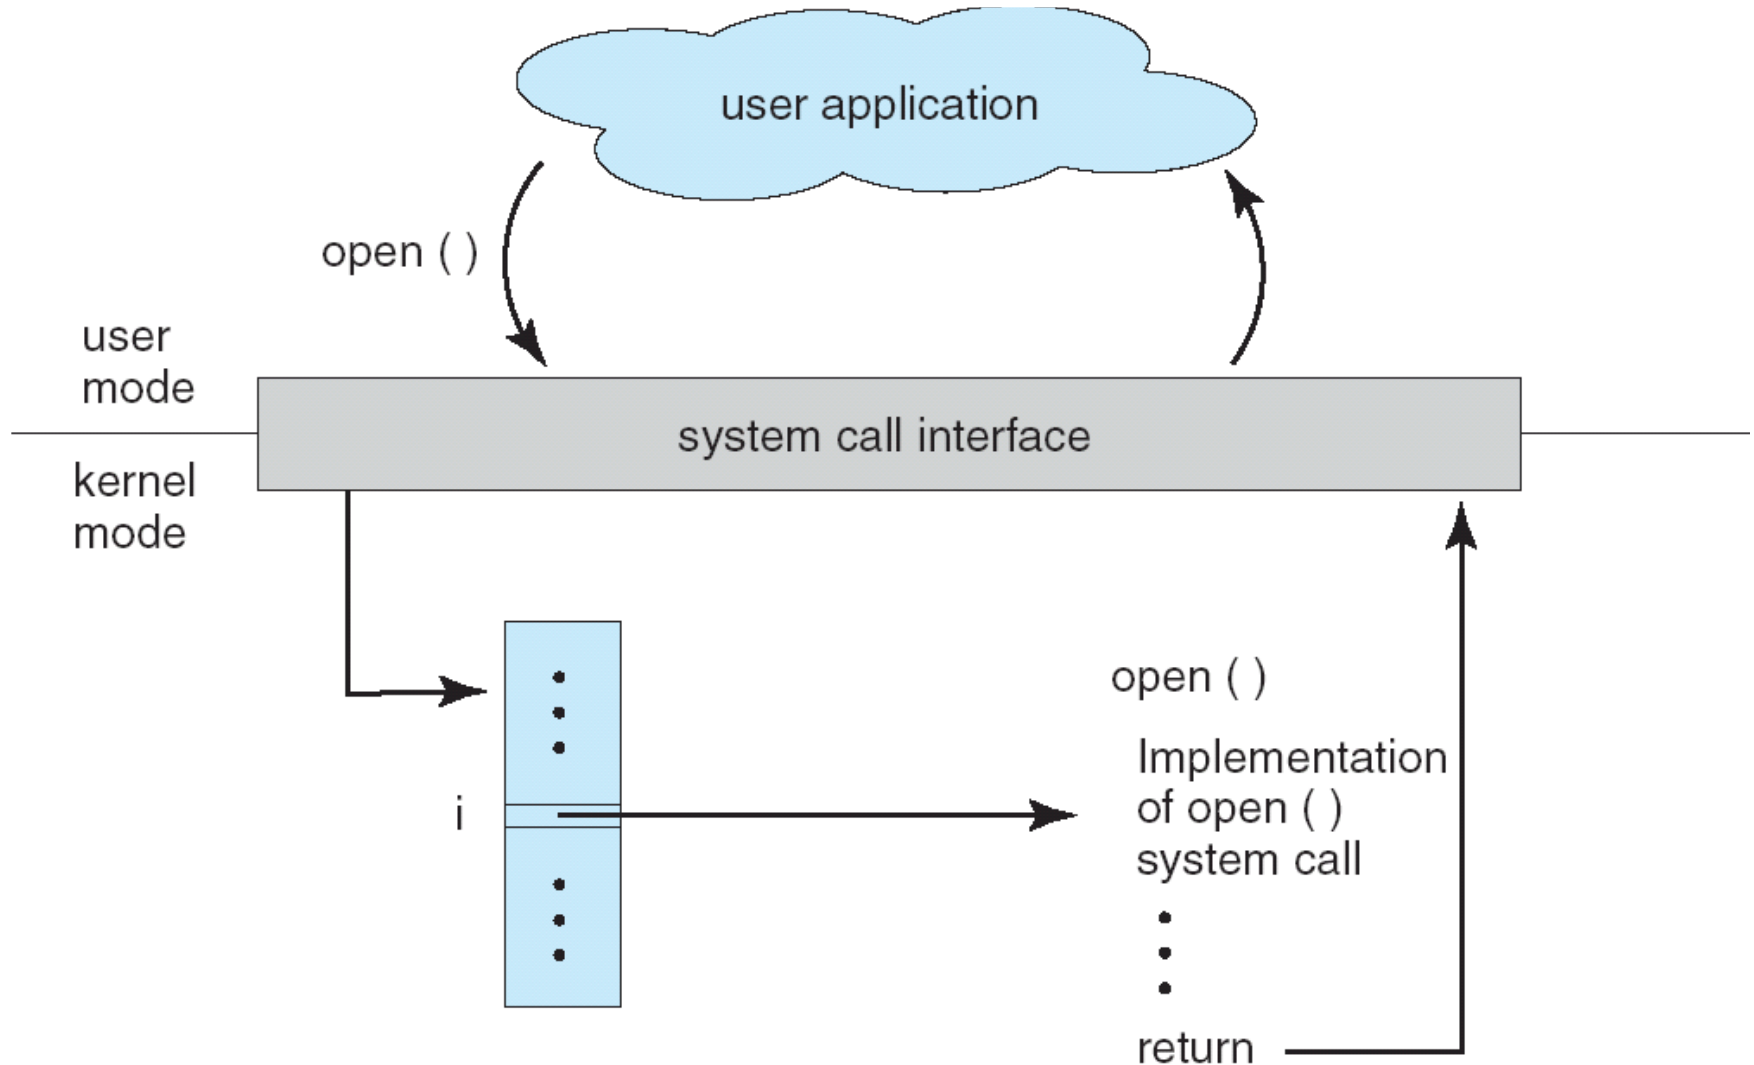 user application
open ( )
user
mode
system call interface
kernel
mode
open ( )
Implementation
of open ( )
system call
i
return